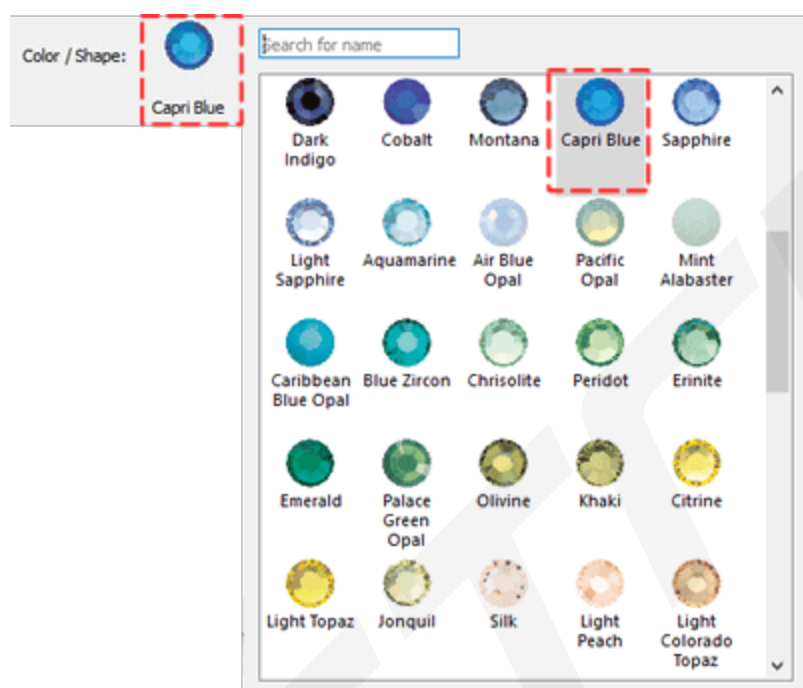 Color / Shape:
Capri Blue
Search for name
Dark
Indigo
Cobalt
Montana
Capri Blue
Sapphire
Light
Sapphire
Aquamarine
Air Blue
Opal
Pacific
Opal
Mint
Alabaster
Caribbean
Blue Opal
Blue Zircon
Chrisolite
Peridot
Erinite
Emerald
Palace
Green
Opal
Olivine
Khaki
Citrine
Light Topaz
Jonquil
Silk
Light
Peach
Light
Colorado
Topaz